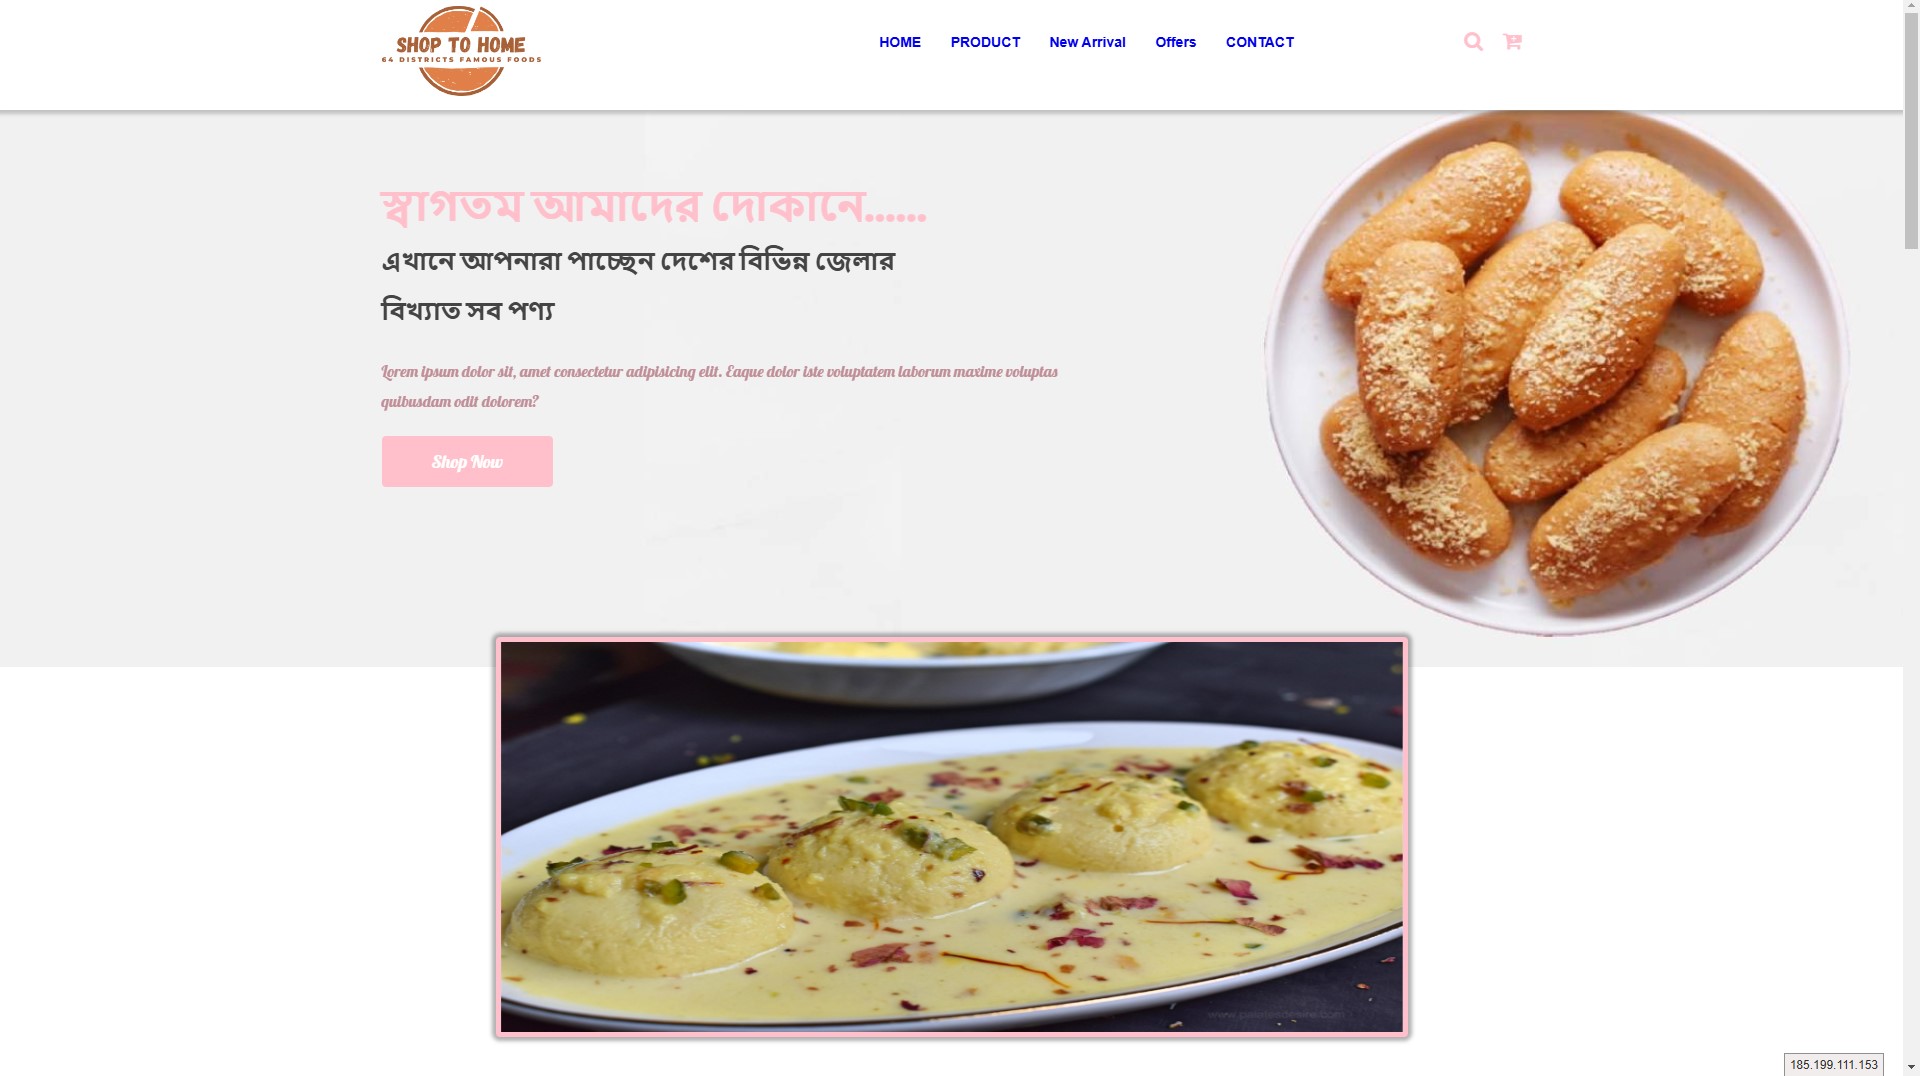 SHOP TO HOME
64 DISTRICTS FAMOUS FOODS
HOME PRODUCT New Arrival Offers CONTACT
স্বাগতম আমাদের দোকানে......
এখানে আপনারা পাচ্ছেন দেশের বিভিন্ন জেলার
বিখ্যাত সব পণ্য
Lorem ipsum dolor sit, amet consectetur adipisicing elit. Eaque dolor iste voluptatem laborum maxime voluptas
quibusdam odit dolorem?
Shop Now
185.199.111.153